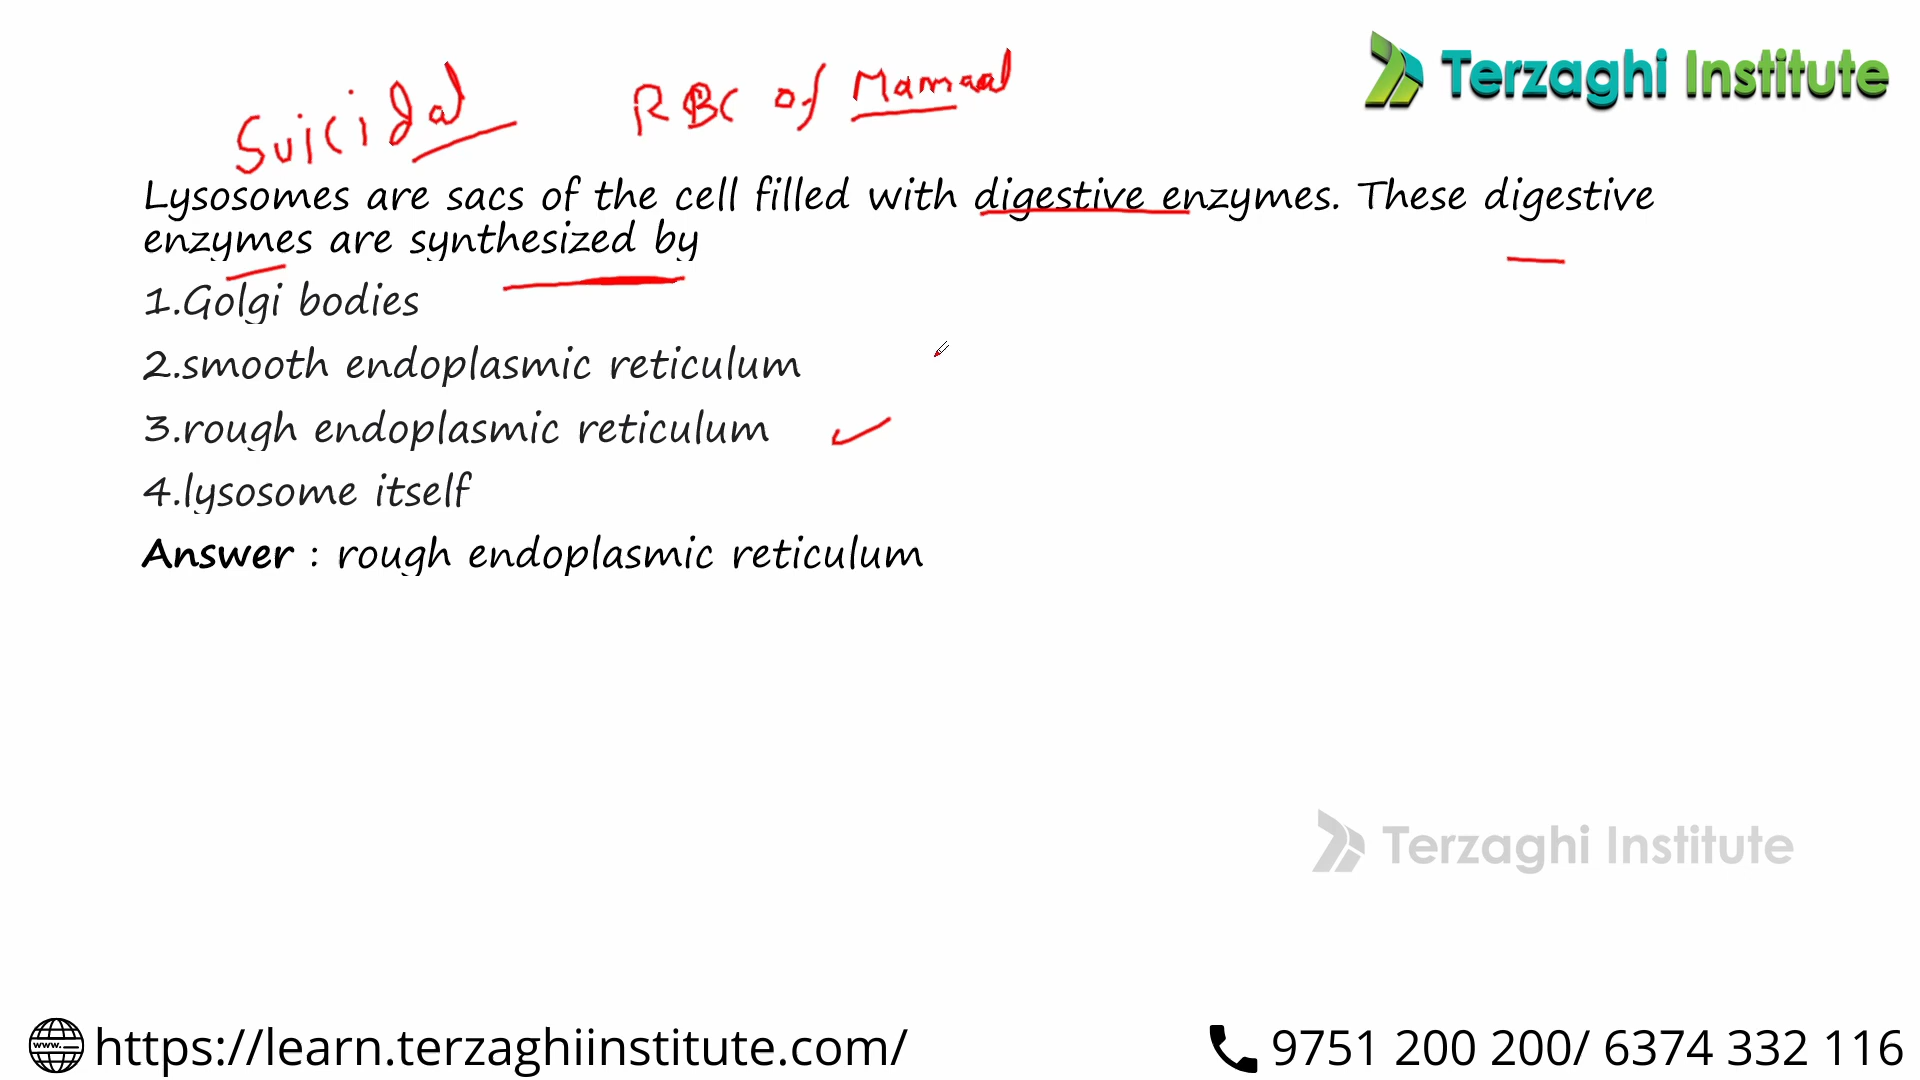 Terzaghi Institute
Suicidal RBC of Mamaal
Lysosomes are sacs of the cell filled with digestive enzymes. These digestive
enzymes are synthesized by
1.Golgi bodies
2.smooth endoplasmic reticulum
3.rough endoplasmic reticulum
4.lysosome itself
Answer : rough endoplasmic reticulum
Terzaghi Institute
www. https://learn.terzaghiinstitute.com/ 9751 200 200/ 6374 332 116